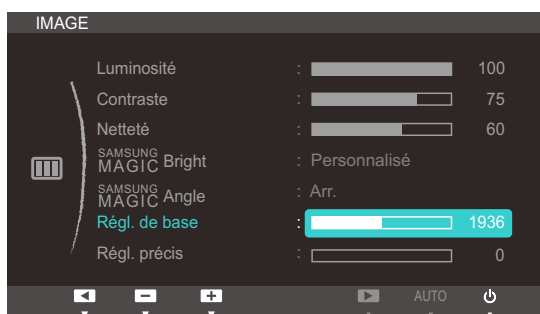 IMAGE
Luminosité : 100
Contraste : 75
Netteté : 60
SAMSUNG MAGIC Bright : Personnalisé
SAMSUNG MAGIC Angle : Arr.
Régl. de base : 1936
Régl. précis : 0
AUTO